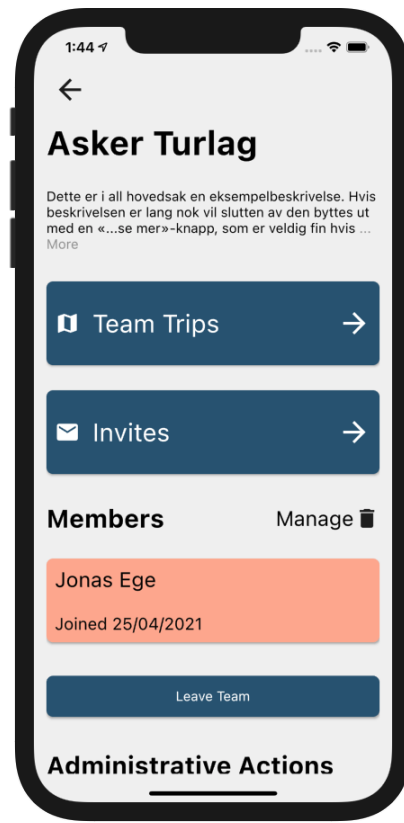 1:44
Asker Turlag
Dette er i all hovedsak en eksempelbeskrivelse. Hvis
beskrivelsen er lang nok vil slutten av den byttes ut
med en «...se mer»-knapp, som er veldig fin hvis ...
More
Team Trips
Invites
Members Manage
Jonas Ege
Joined 25/04/2021
Leave Team
Administrative Actions